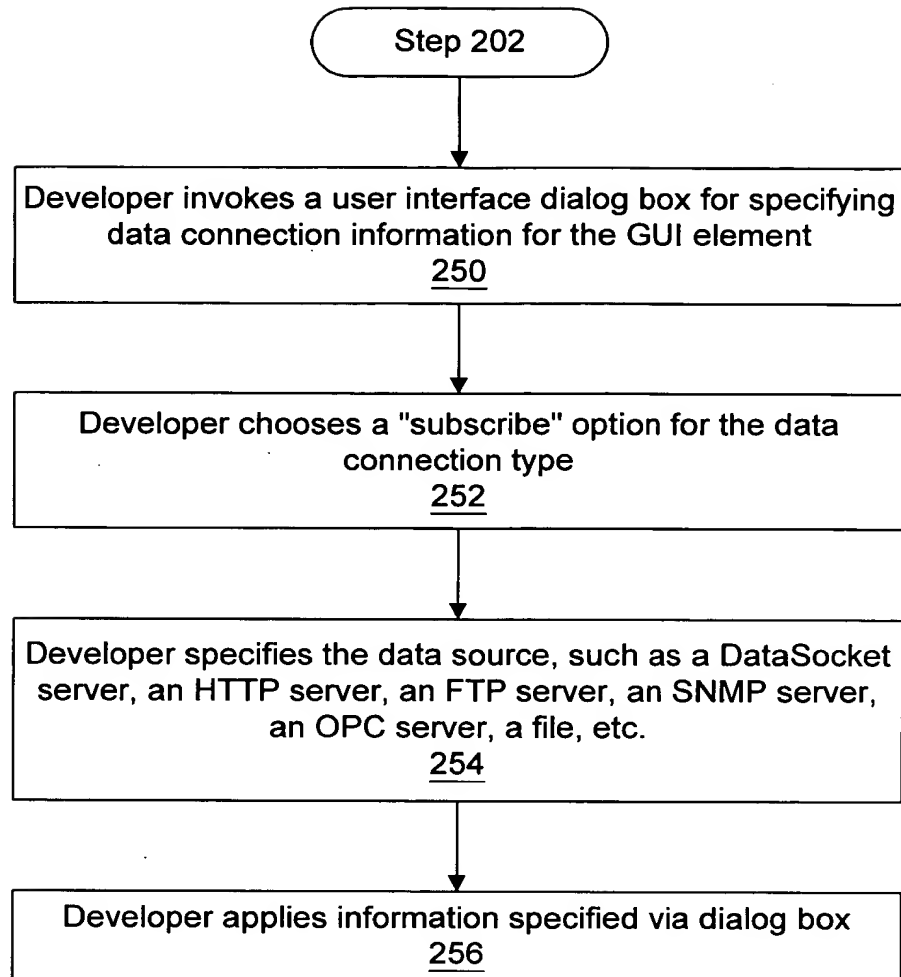 Step 202
Developer invokes a user interface dialog box for specifying
data connection information for the GUI element
250
Developer chooses a "subscribe" option for the data
connection type
252
Developer specifies the data source, such as a DataSocket
server, an HTTP server, an FTP server, an SNMP server,
an OPC server, a file, etc.
254
Developer applies information specified via dialog box
256